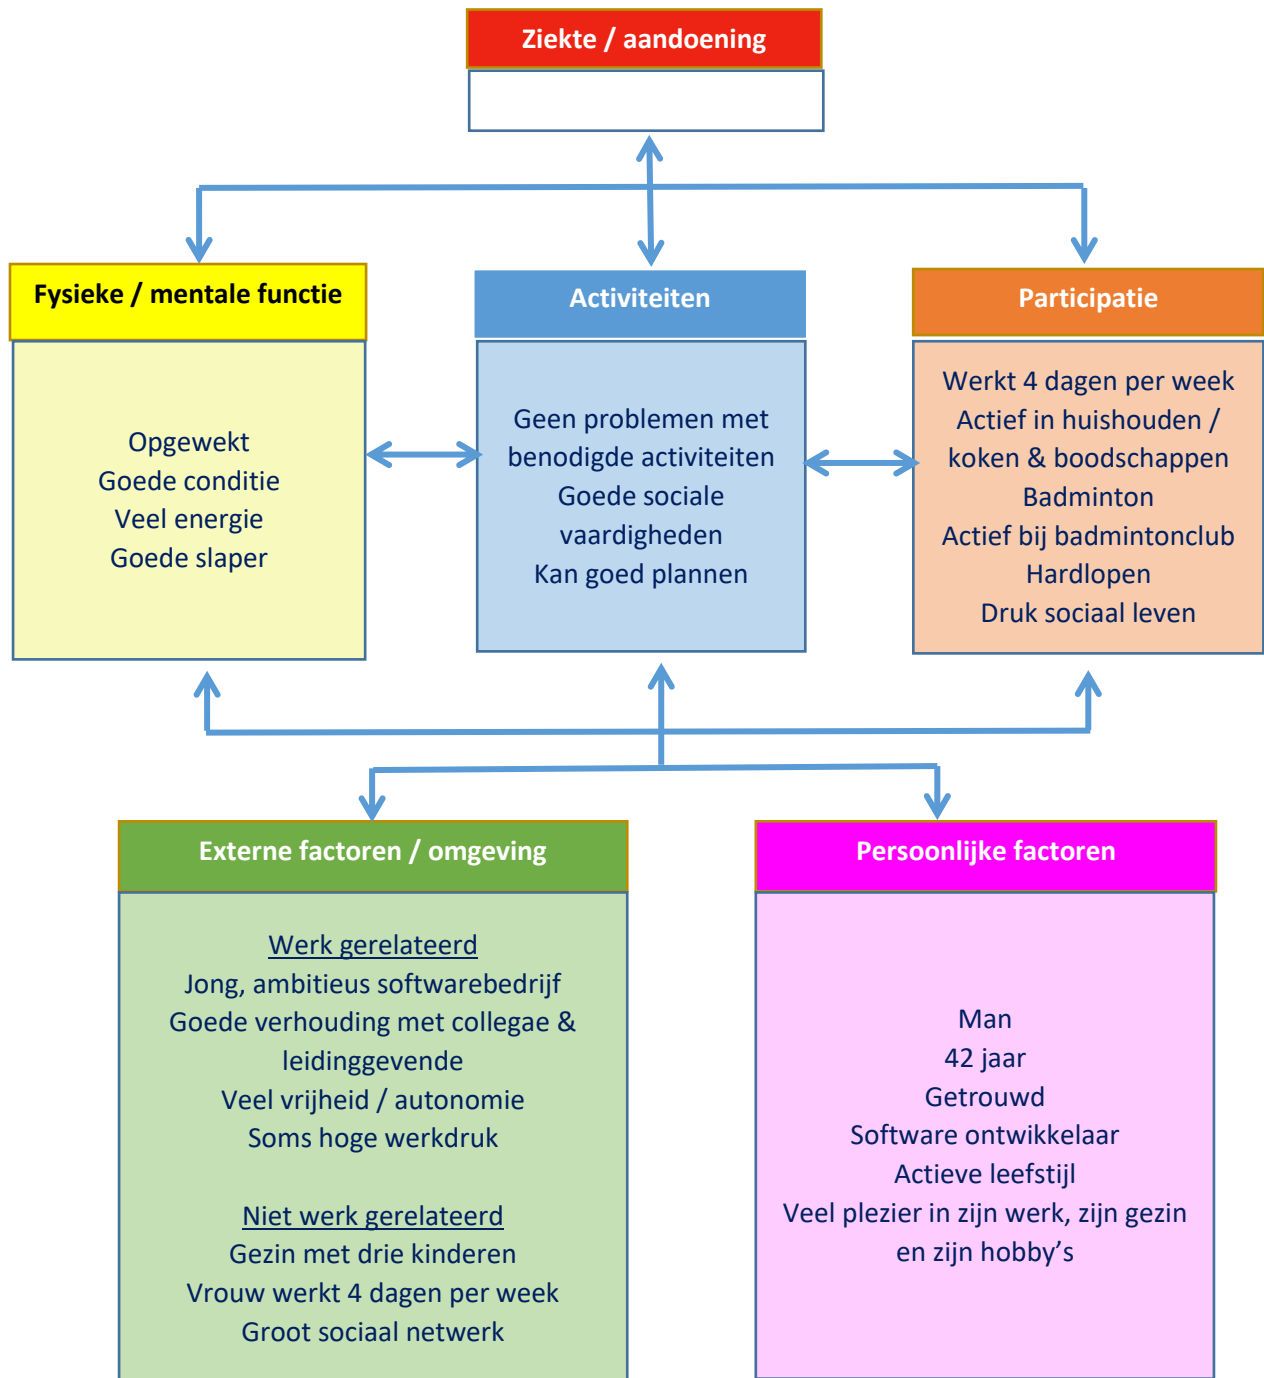 Ziekte / aandoening
Fysieke / mentale functie
Opgewekt
Goede conditie
Veel energie
Goede slaper
Activiteiten
Geen problemen met
benodigde activiteiten
Goede sociale
vaardigheden
Kan goed plannen
Participatie
Werkt 4 dagen per week
Actief in huishouden /
koken & boodschappen
Badminton
Actief bij badmintonclub
Hardlopen
Druk sociaal leven
Externe factoren / omgeving
Werk gerelateerd
Jong, ambitieus softwarebedrijf
Goede verhouding met collegae &
leidinggevende
Veel vrijheid / autonomie
Soms hoge werkdruk
Niet werk gerelateerd
Gezin met drie kinderen
Vrouw werkt 4 dagen per week
Groot sociaal netwerk
Persoonlijke factoren
Man
42 jaar
Getrouwd
Software ontwikkelaar
Actieve leefstijl
Veel plezier in zijn werk, zijn gezin
en zijn hobby’s